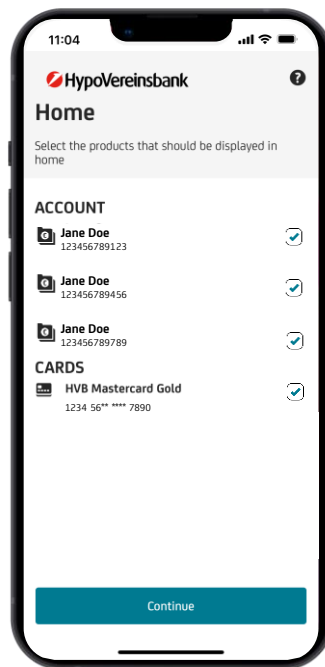 11:04
HypoVereinsbank
?
Home
Select the products that should be displayed in
home
ACCOUNT
Jane Doe
123456789123
Jane Doe
123456789456
Jane Doe
123456789789
CARDS
HVB Mastercard Gold
1234 56** **** 7890
Continue